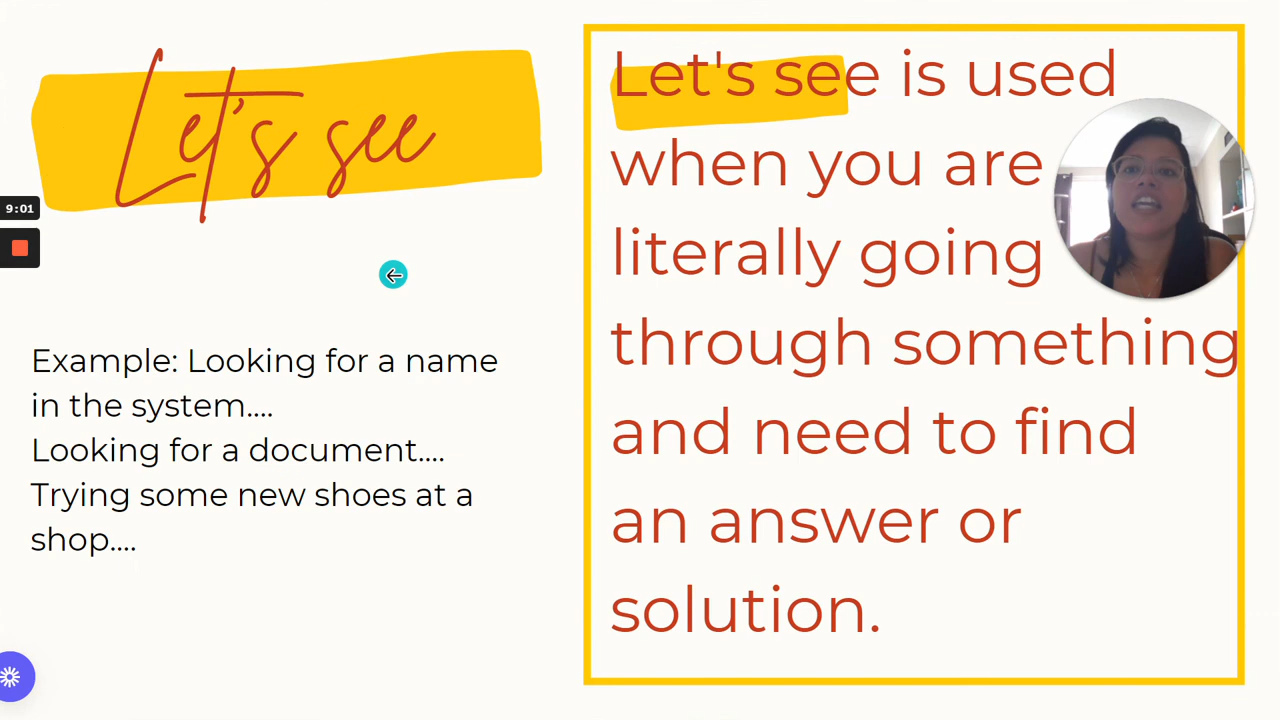 Let's see
9:01
Example: Looking for a name
in the system....
Looking for a document....
Trying some new shoes at a
shop....
Let's see is used
when you are
literally going
through something
and need to find
an answer or
solution.